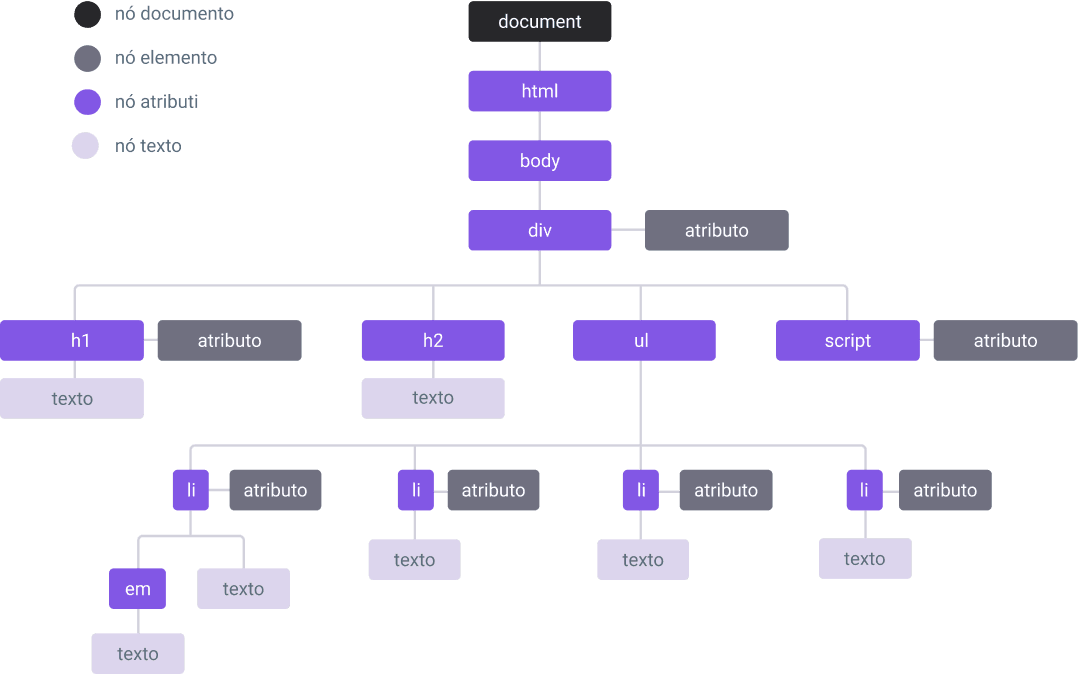 nó documento
nó elemento
nó atributi
nó texto
document
html
body
div
atributo
h1
atributo
h2
ul
script
atributo
texto
texto
li
atributo
li
atributo
li
atributo
li
atributo
texto
texto
texto
em
texto
texto